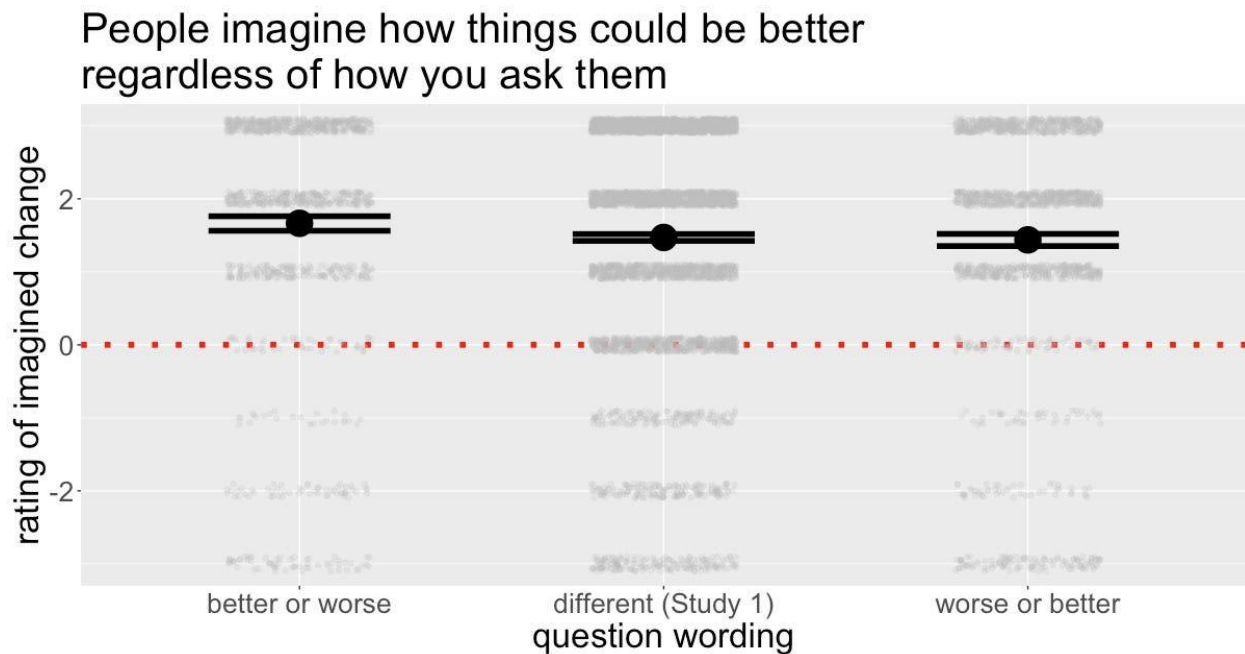 People imagine how things could be better
regardless of how you ask them
rating of imagined change
2
0
-2
better or worse
different (Study 1)
worse or better
question wording